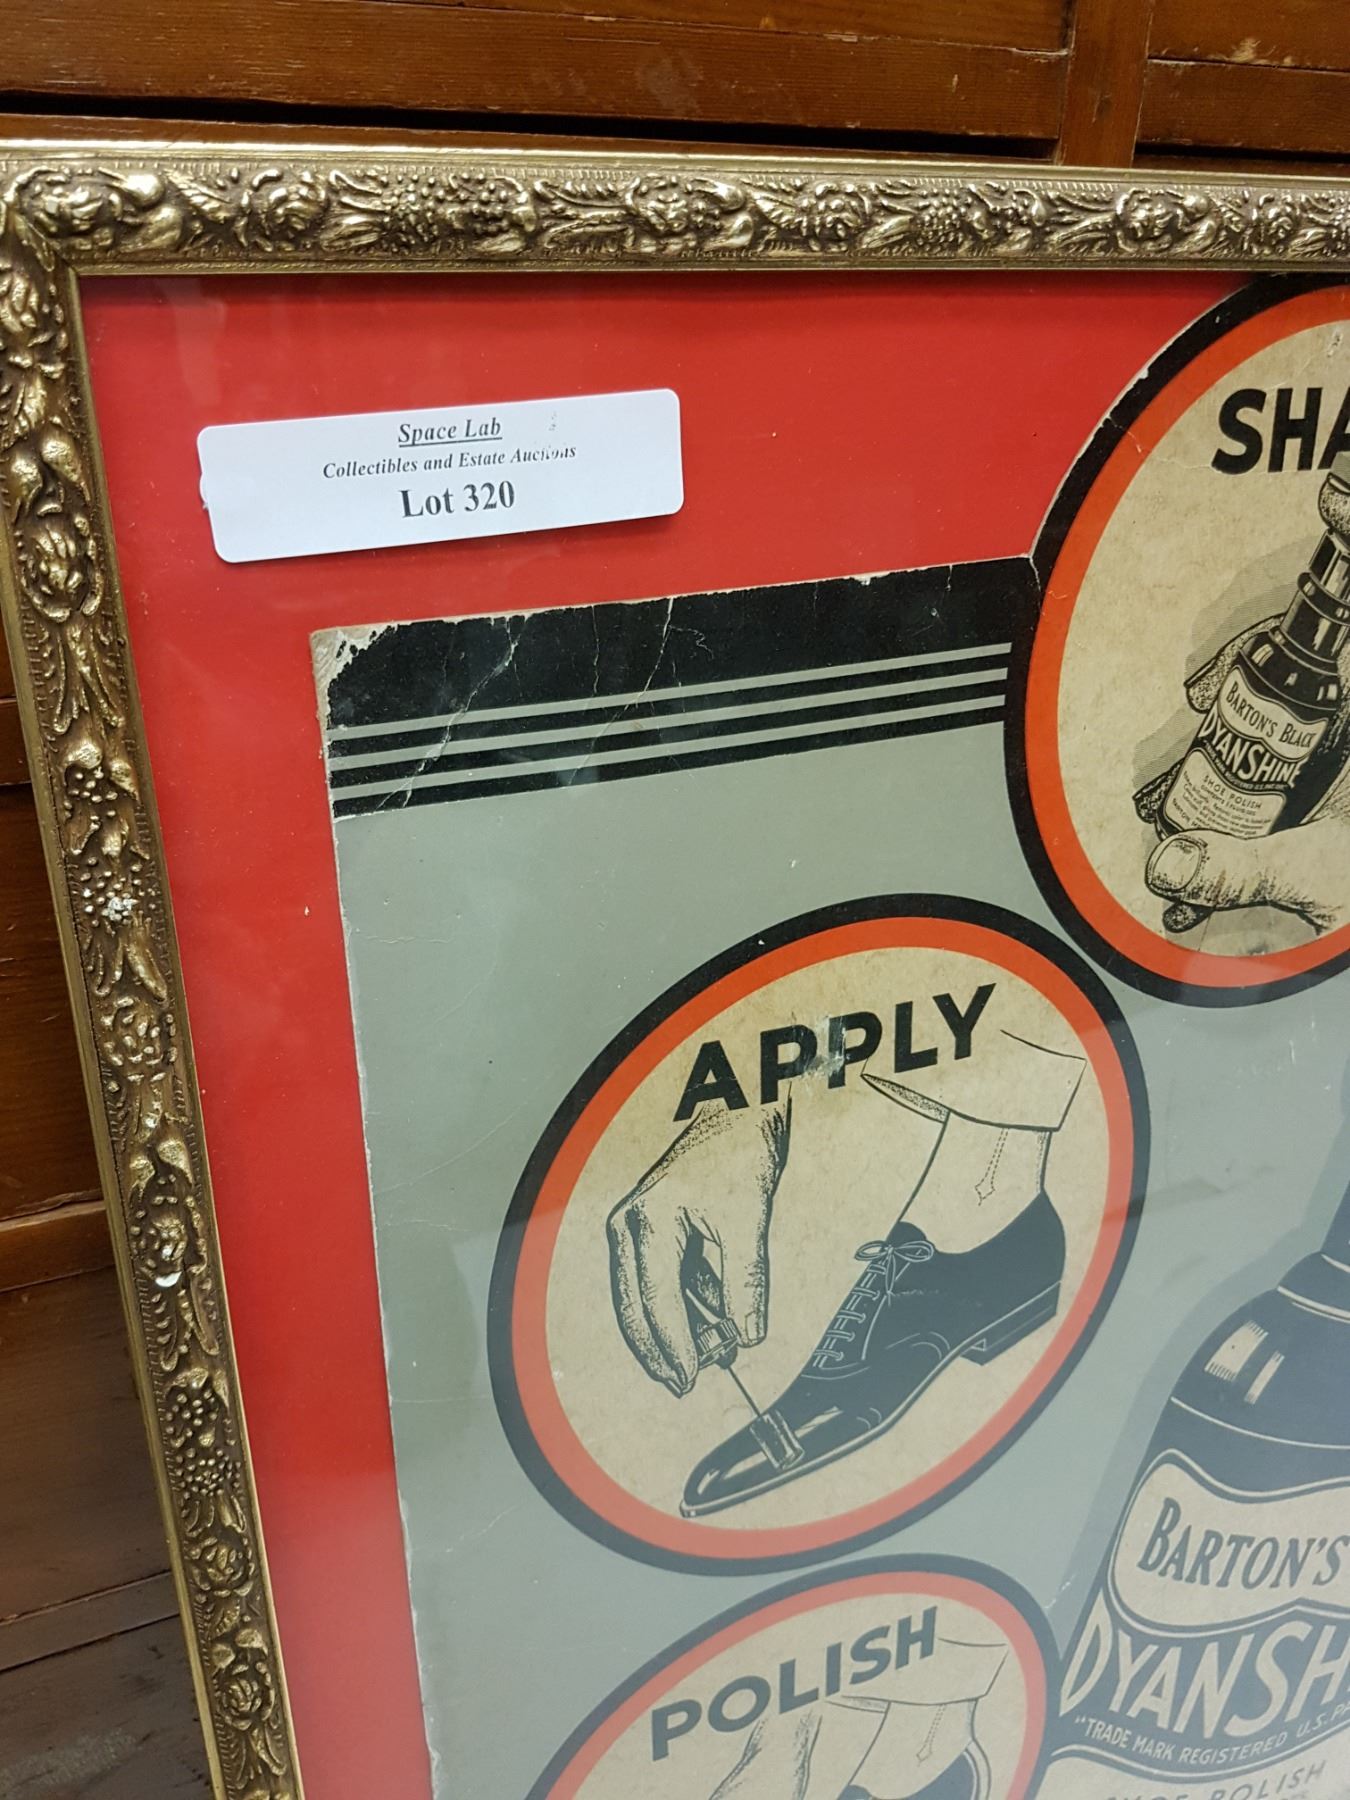 Space Lab
Collectibles and Estate Auctions
Lot 320
SHA
BARTON'S BLACK
DYANSHINE
SHOE POLISH
APPLY
POLISH
BARTON'S
DYANSH
"TRADE MARK REGISTERED U.S. PA
SHOE POLISH